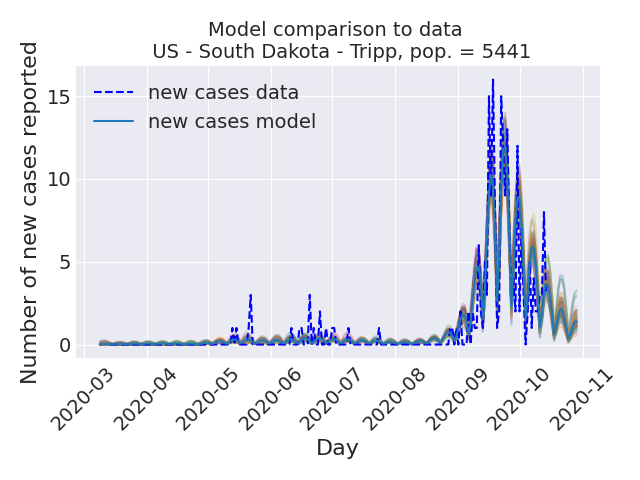 Model comparison to data
US - South Dakota - Tripp, pop. = 5441
Number of new cases reported
15
10
5
0
new cases data
new cases model
2020-03
2020-04
2020-05
2020-06
2020-07
2020-08
2020-09
2020-10
2020-11
Day